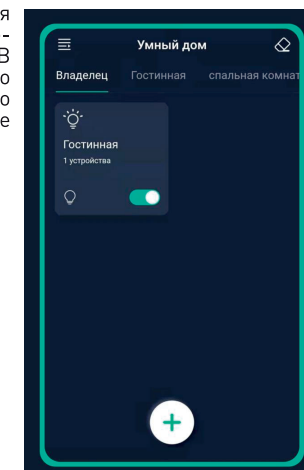 я
-
В
о
о
е
Умный дом
Владелец Гостинная спальная комнат
Гостинная
1 устройства